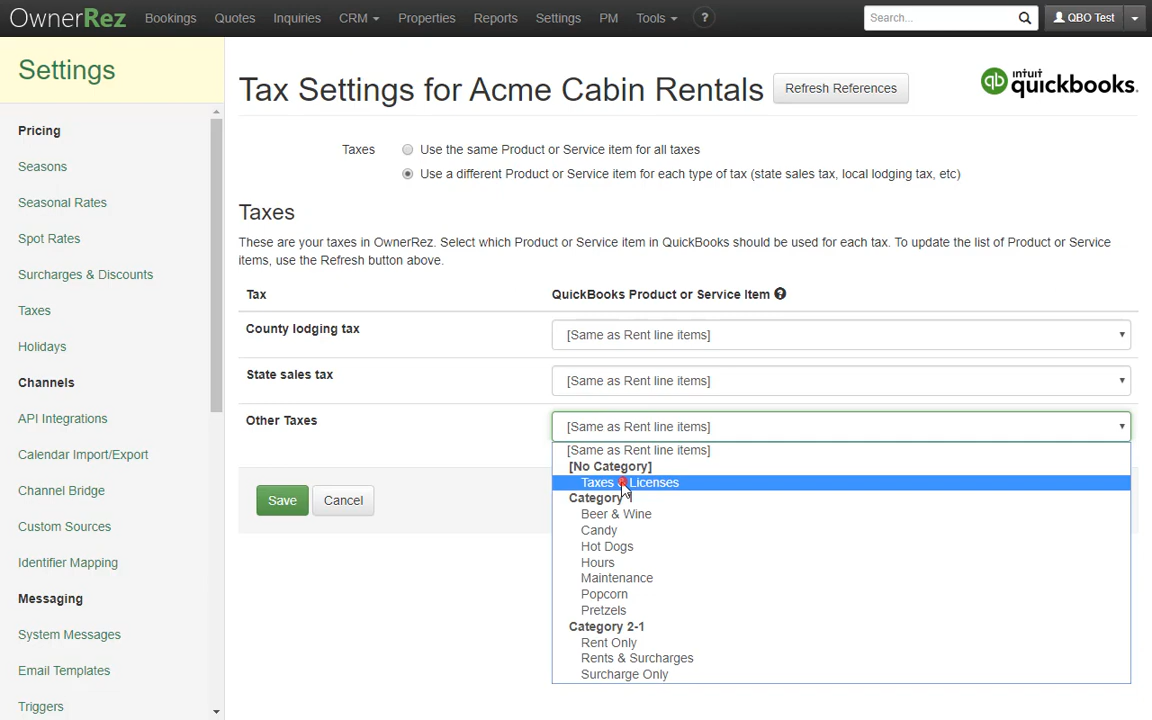 OwnerRez Bookings Quotes Inquiries CRM Properties Reports Settings PM Tools ? Search... QBO Test
Settings
Tax Settings for Acme Cabin Rentals Refresh References
intuit quickbooks.
qb
Pricing
Seasons
Seasonal Rates
Spot Rates
Surcharges & Discounts
Taxes
Holidays
Channels
API Integrations
Calendar Import/Export
Channel Bridge
Custom Sources
Identifier Mapping
Messaging
System Messages
Email Templates
Triggers
Taxes Use the same Product or Service item for all taxes
Use a different Product or Service item for each type of tax (state sales tax, local lodging tax, etc)
Taxes
These are your taxes in OwnerRez. Select which Product or Service item in QuickBooks should be used for each tax. To update the list of Product or Service
items, use the Refresh button above.
Tax QuickBooks Product or Service Item ?
County lodging tax [Same as Rent line items]
State sales tax [Same as Rent line items]
Other Taxes [Same as Rent line items]
[Same as Rent line items]
[No Category]
Taxes Licenses
Category 1
Beer & Wine
Candy
Hot Dogs
Hours
Maintenance
Popcorn
Pretzels
Category 2-1
Rent Only
Rents & Surcharges
Surcharge Only
Save Cancel